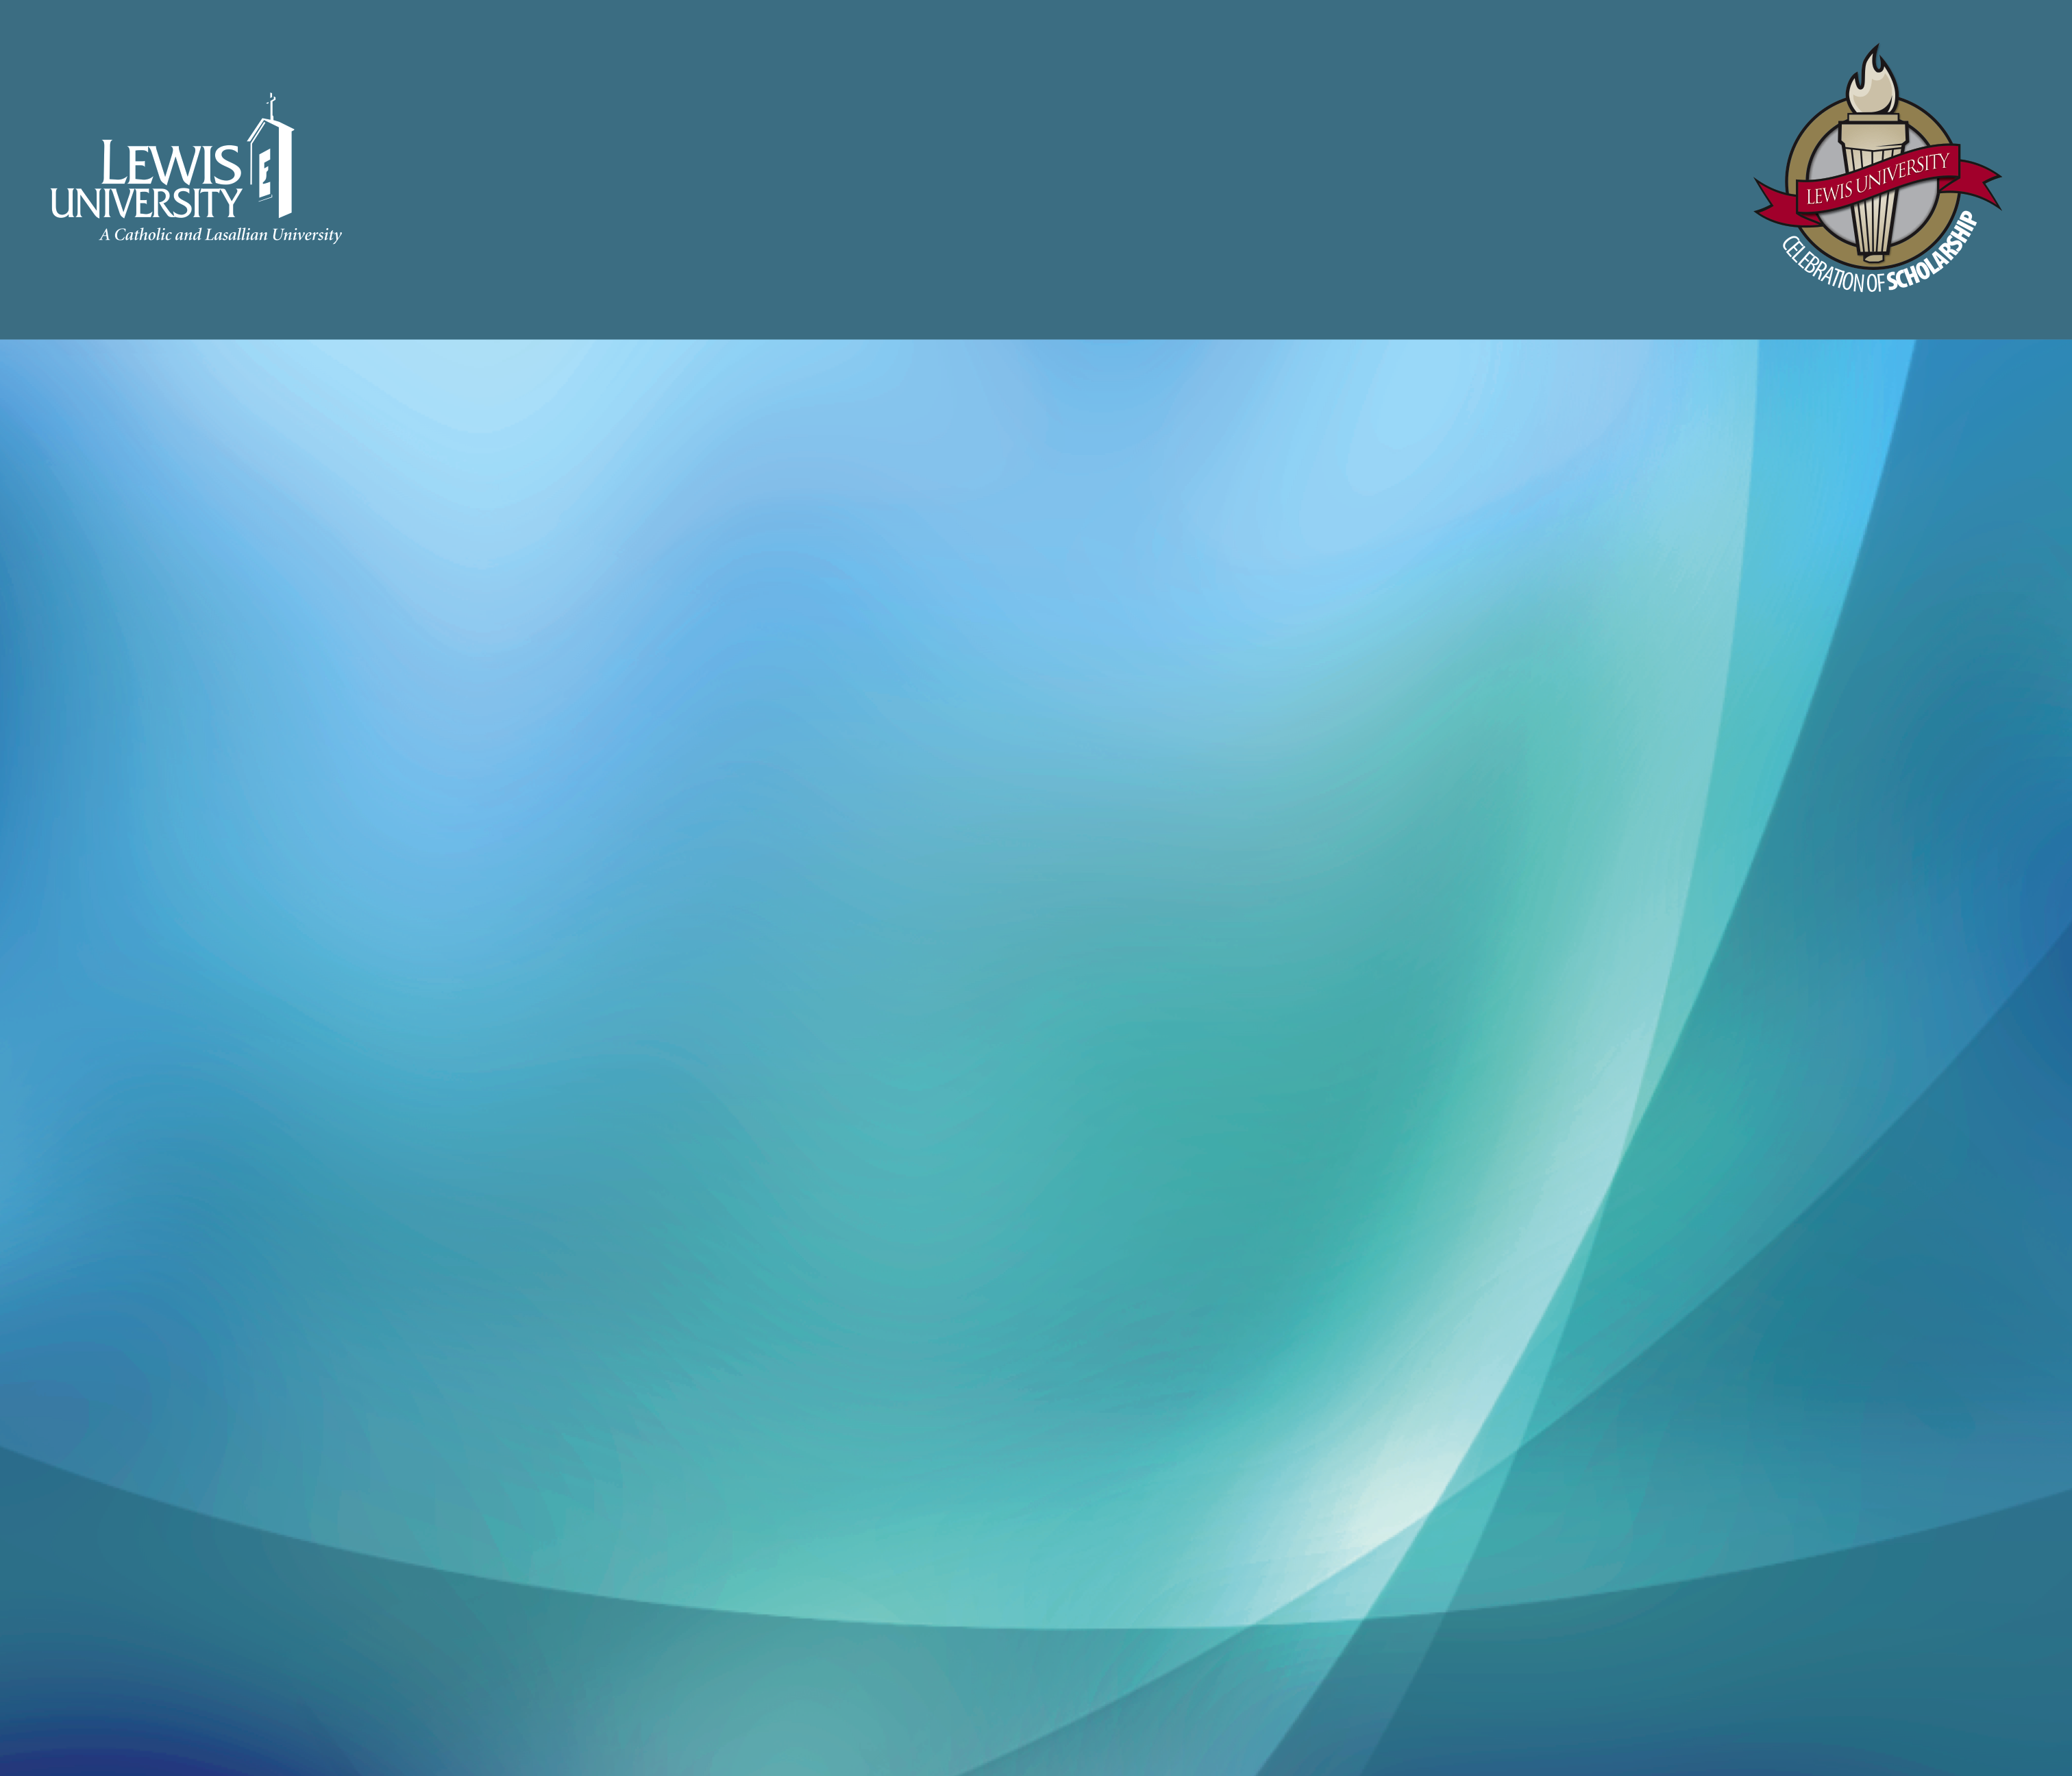 LEWIS
UNIVERSITY
A Catholic and Lasallian University
LEWIS UNIVERSITY
CELEBRATION OF SCHOLARSHIP